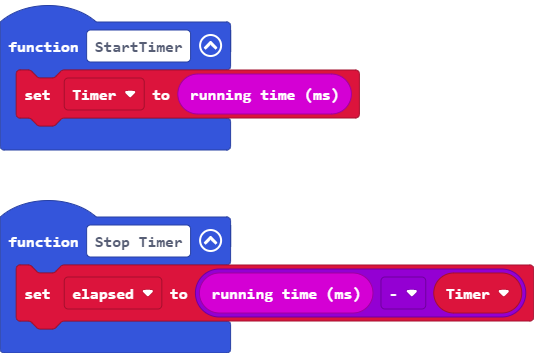 function StartTimer
set Timer to running time (ms)
function Stop Timer
set elapsed to running time (ms) - Timer